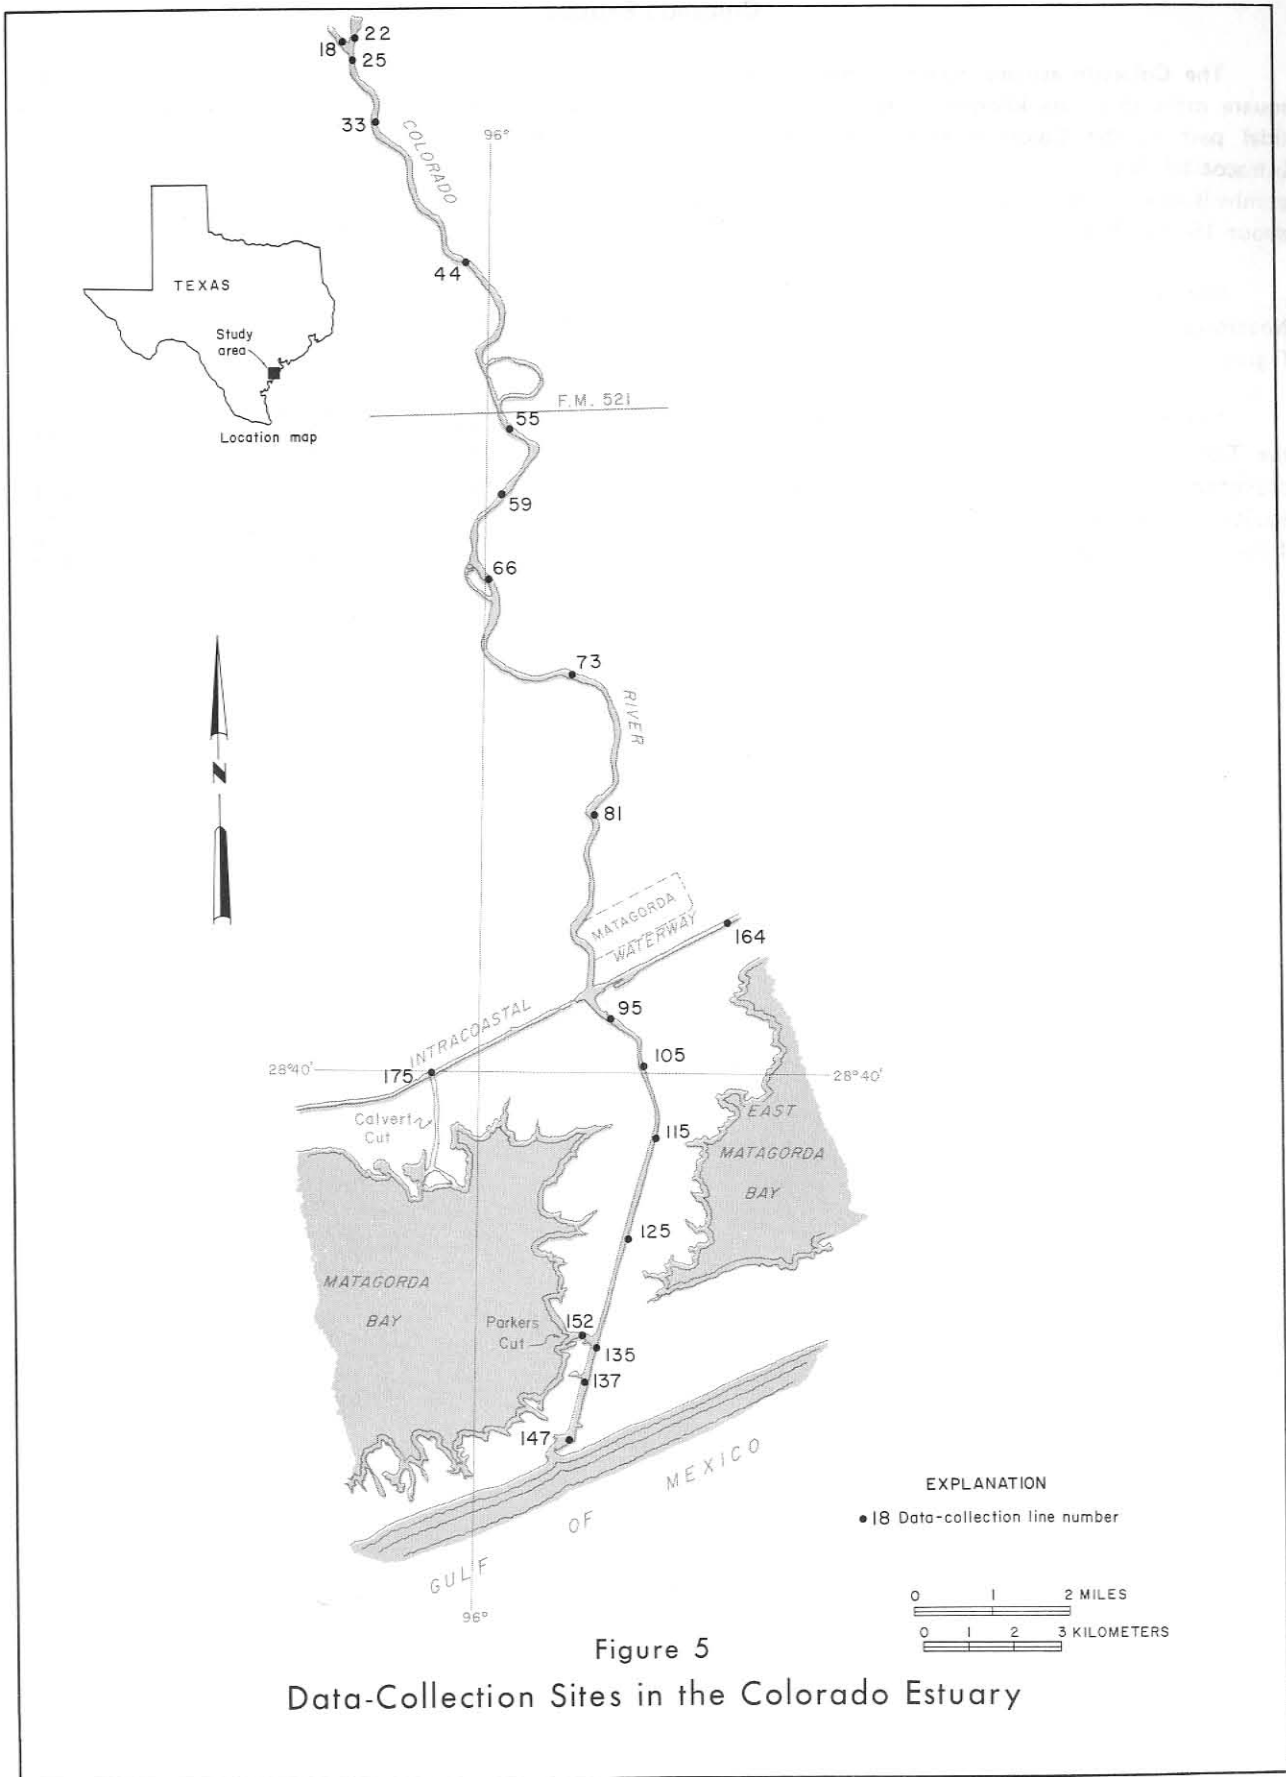 18
22
25
33
COLORADO
96°
44
TEXAS
Study
area
Location map
F.M. 521
55
59
66
73
RIVER
N
81
MATAGORDA
WATERWAY
164
INTRACOASTAL
95
105
28°40'
175
28°40'
Calvert
Cut
115
EAST
MATAGORDA
BAY
125
MATAGORDA
BAY
Parkers
Cut
152
135
137
147
GULF
OF
MEXICO
96°
EXPLANATION
18 Data-collection line number
0 1 2 MILES
0 1 2 3 KILOMETERS
Figure 5
Data-Collection Sites in the Colorado Estuary